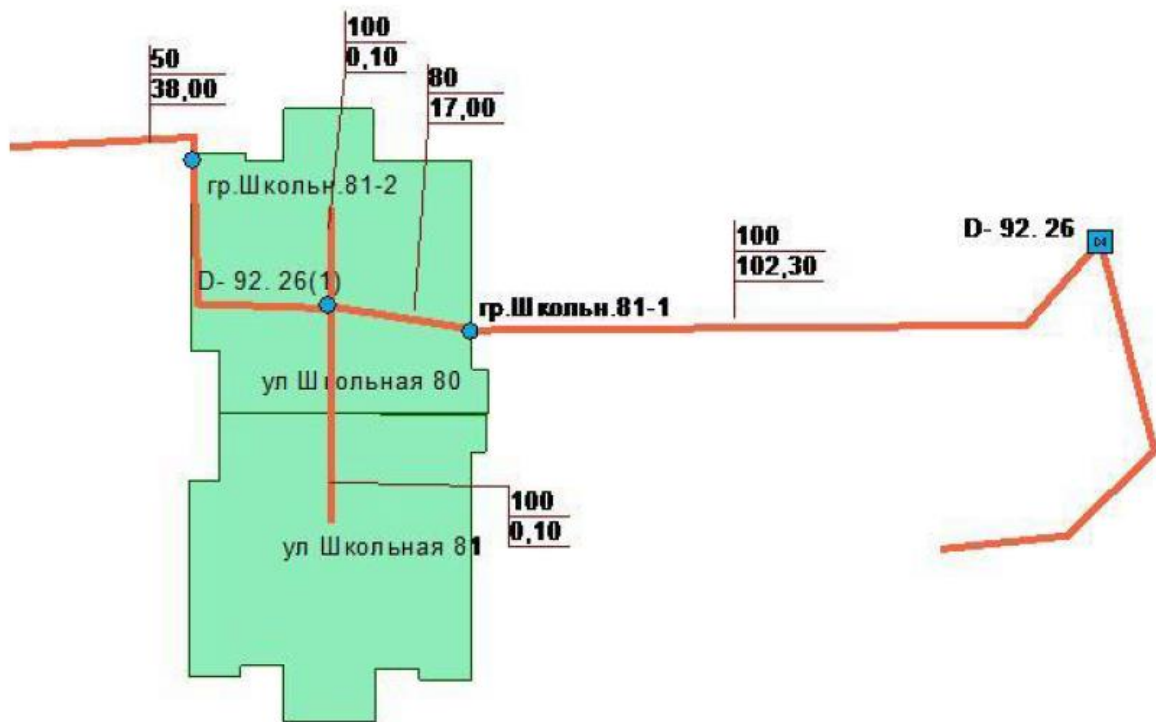 100
0,10
50
38,00
80
17,00
гр.Школьн.81-2
D- 92. 26
100
102,30
D- 92. 26(1)
гр.Школьн.81-1
ул Школьная 80
100
0,10
ул Школьная 81